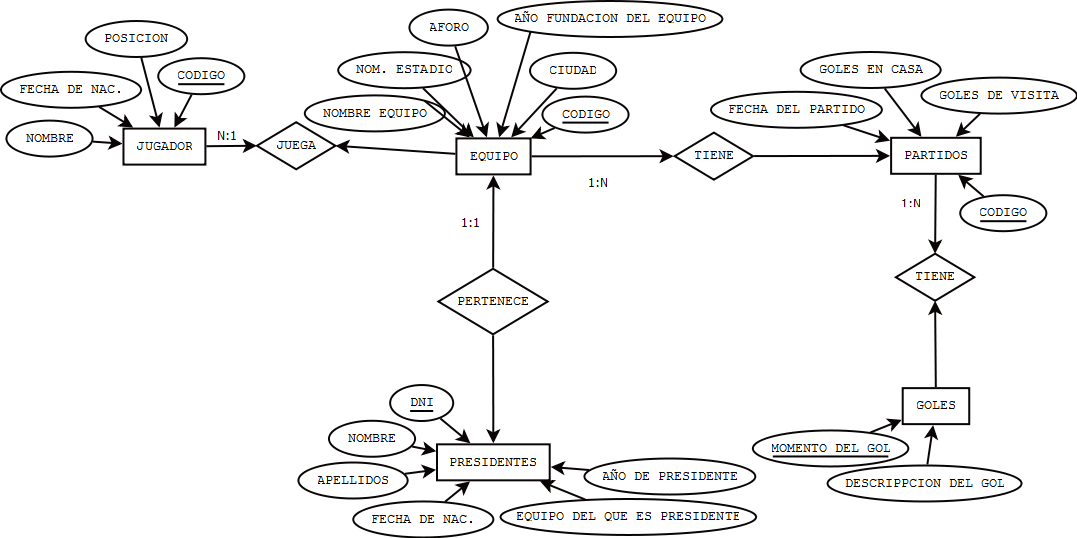 AÑO FUNDACION DEL EQUIPO
AFORO
POSICION
NOM. ESTADIO
CIUDAD
GOLES EN CASA
CODIGO
FECHA DE NAC.
GOLES DE VISITA
FECHA DEL PARTIDO
NOMBRE EQUIPO
CODIGO
NOMBRE
N:1
JUGADOR
JUEGA
EQUIPO
TIENE
PARTIDOS
1:N
1:N
CODIGO
1:1
TIENE
PERTENECE
DNI
GOLES
NOMBRE
MOMENTO DEL GOL
PRESIDENTES
APELLIDOS
AÑO DE PRESIDENTE
DESCRIPPCION DEL GOL
FECHA DE NAC.
EQUIPO DEL QUE ES PRESIDENTE